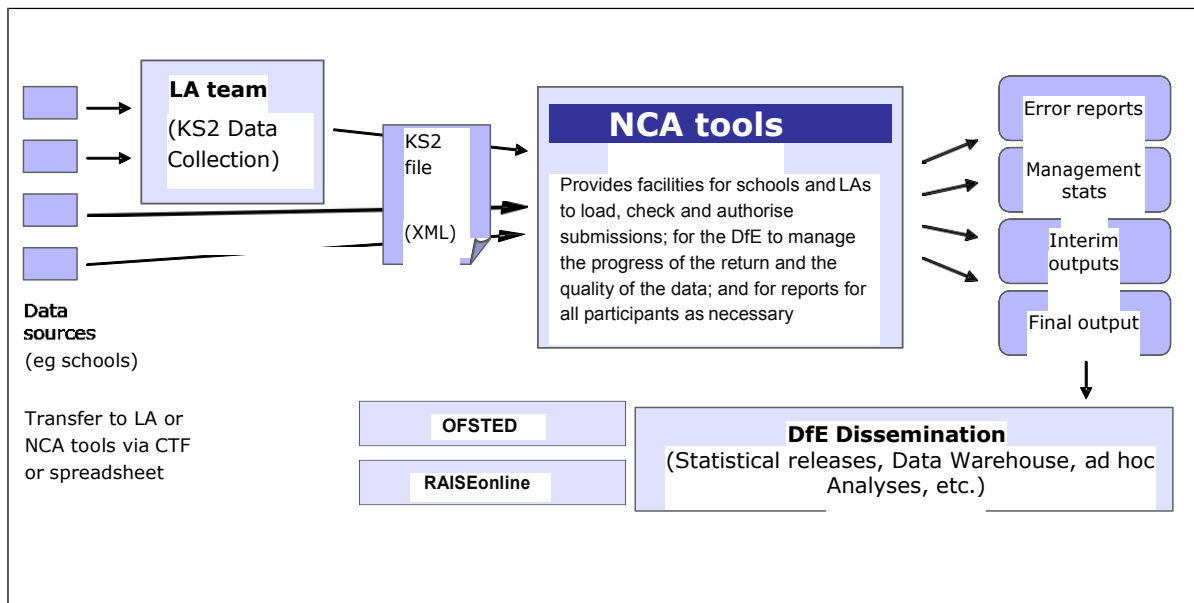 LA team
(KS2 Data
Collection)
KS2
file
(XML)
NCA tools
Provides facilities for schools and LAs
to load, check and authorise
submissions; for the DfE to manage
the progress of the return and the
quality of the data; and for reports for
all participants as necessary
Error reports
Management
stats
Interim
outputs
Final output
Data
sources
(eg schools)
Transfer to LA or
NCA tools via CTF
or spreadsheet
OFSTED
RAISEonline
DfE Dissemination
(Statistical releases, Data Warehouse, ad hoc
Analyses, etc.)